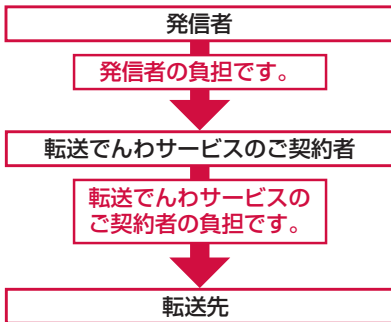 発信者
発信者の負担です。
転送でんわサービスのご契約者
転送でんわサービスの
ご契約者の負担です。
転送先